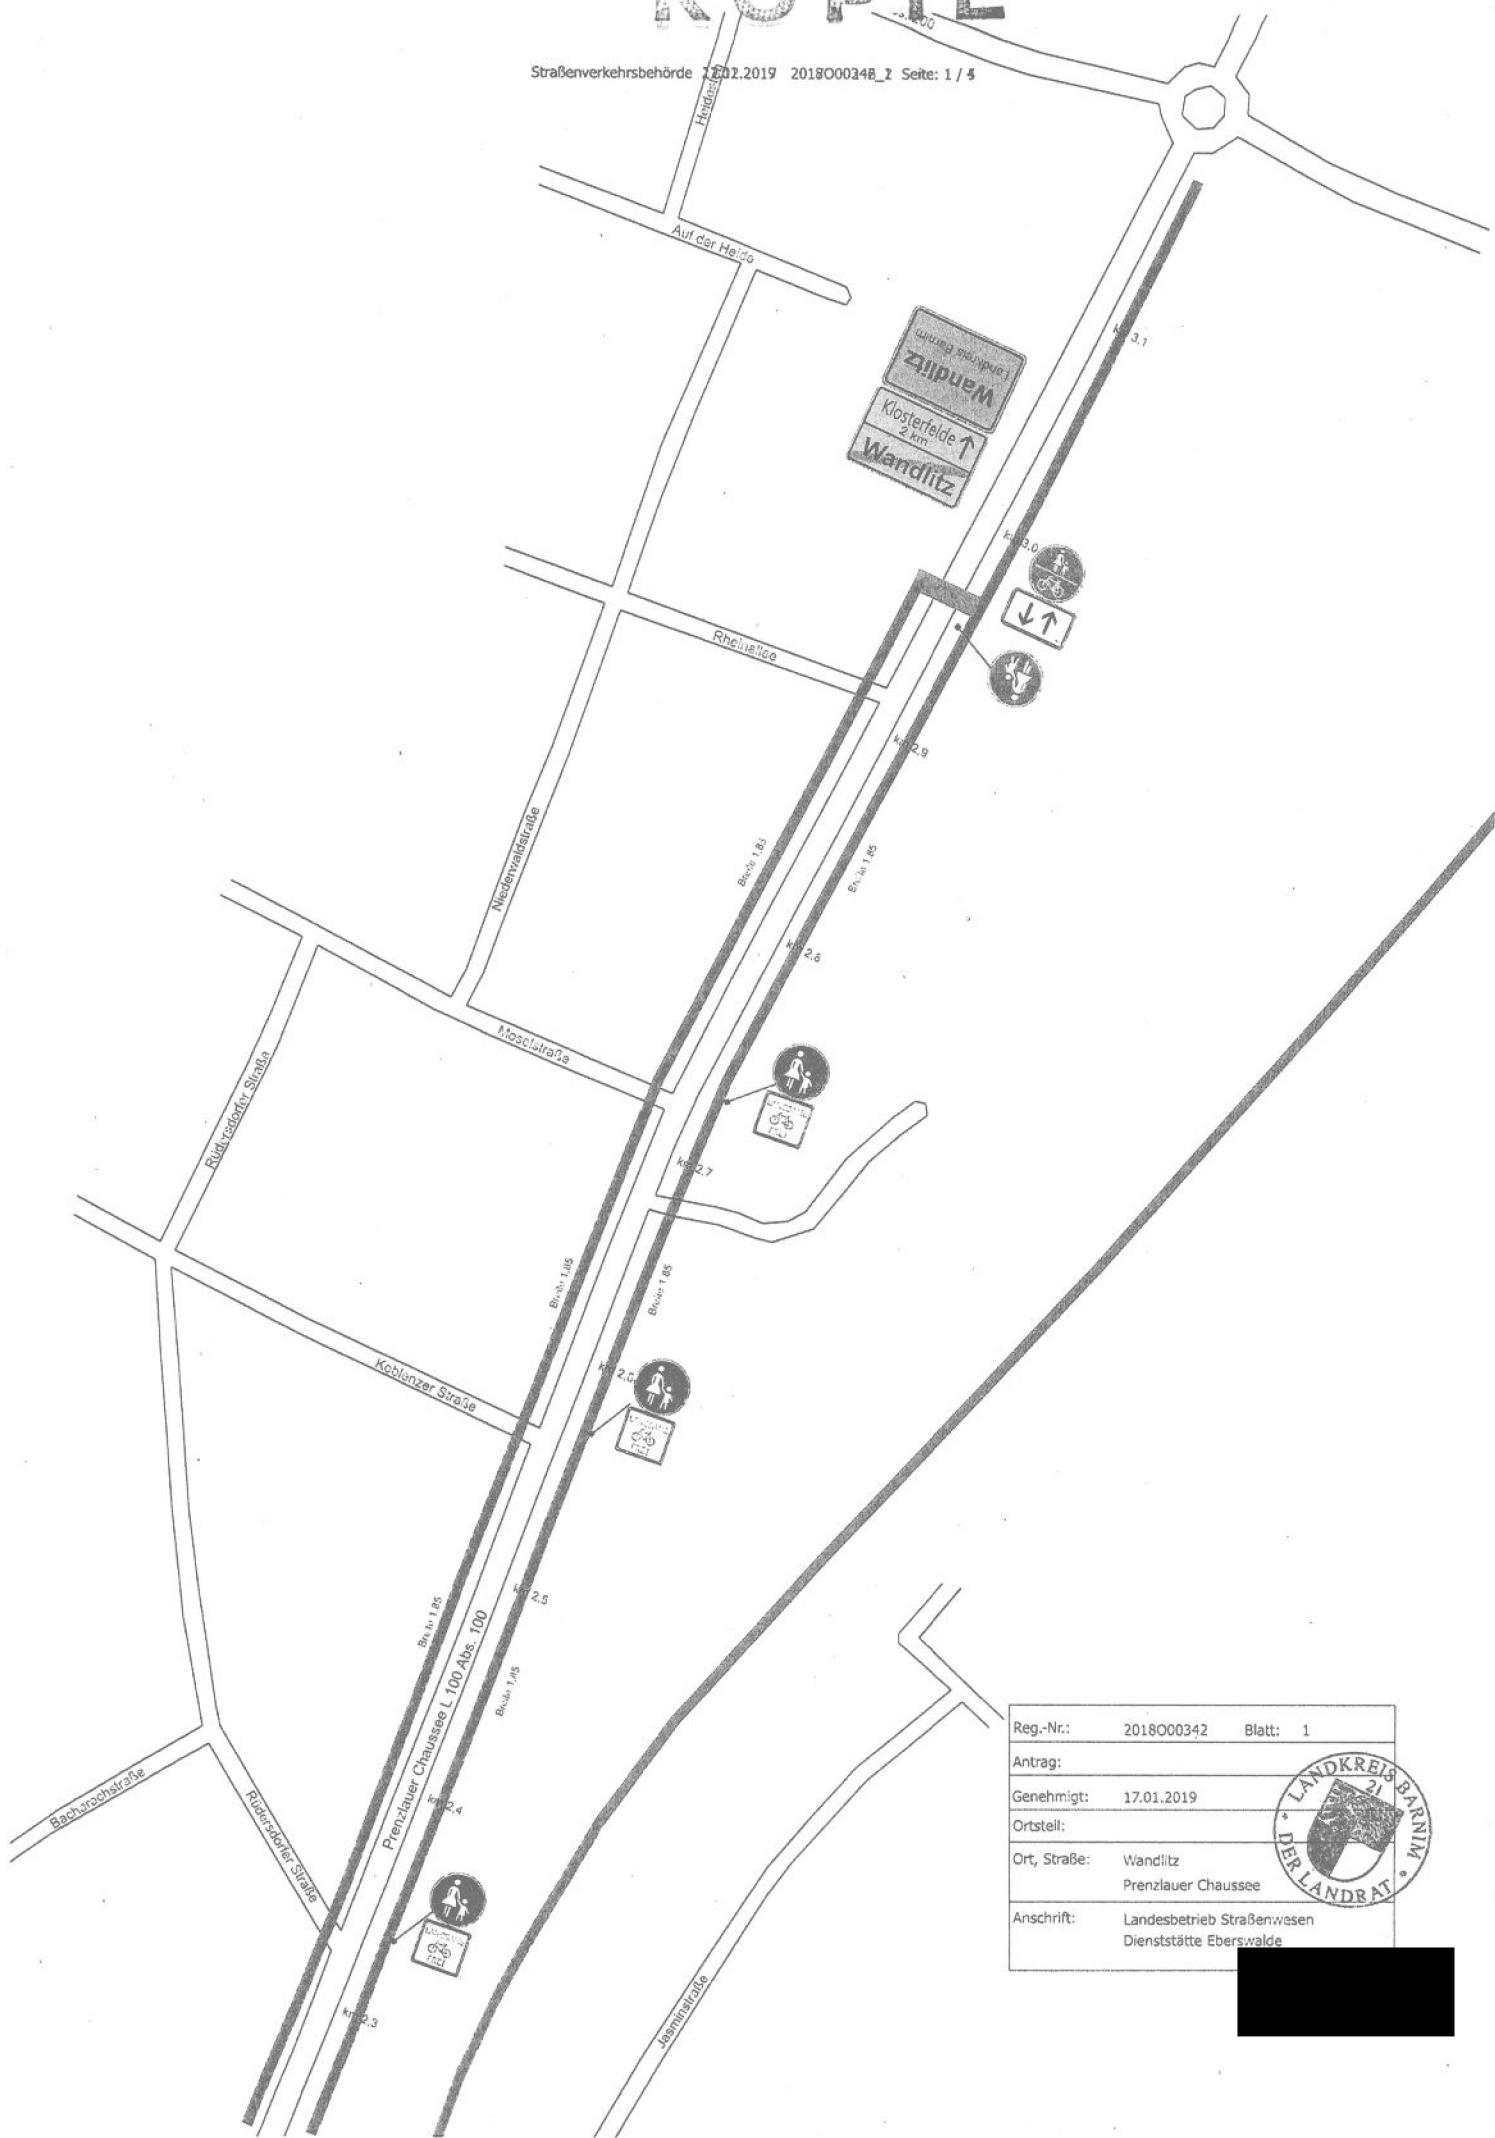 KOPIE
Straßenverkehrsbehörde
Seite: 1 /
Auf der Heide
km 3,1
Wandlitz
Landkreis Barnim
Klosterfelde
2 km
Wandlitz
km 3,0
Rheinallee
km 2,9
Niederwaldstraße
Breite 1,85
Breite 1,85
km 2,8
Moselstraße
Rüdersdorfer Straße
km 2,7
Breite 1,85
Breite 1,85
Koblenzer Straße
km 2,5
Breite 1,85
Breite 1,85
Prenzlauer Chaussee L 100 Abs. 100
km 2,4
Bacharachstraße
Rüdersdorfer Straße
FREI
km 2,3
Jasminstraße
Reg.-Nr.: 2018O00342 Blatt: 1
Antrag:
Genehmigt: 17.01.2019
Ortsteil:
Ort, Straße: Wandlitz
Prenzlauer Chaussee
Anschrift: Landesbetrieb Straßenwesen
Dienststätte Eberswalde
LANDKREIS BARNIM
21
DER LANDRAT